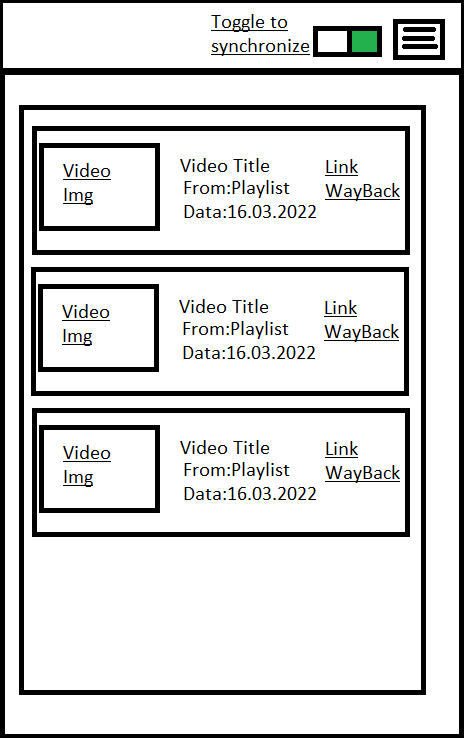 Toggle to
synchronize
Video
Img
Video Title
From:Playlist
Data:16.03.2022
Link
WayBack
Video
Img
Video Title
From:Playlist
Data:16.03.2022
Link
WayBack
Video
Img
Video Title
From:Playlist
Data:16.03.2022
Link
WayBack